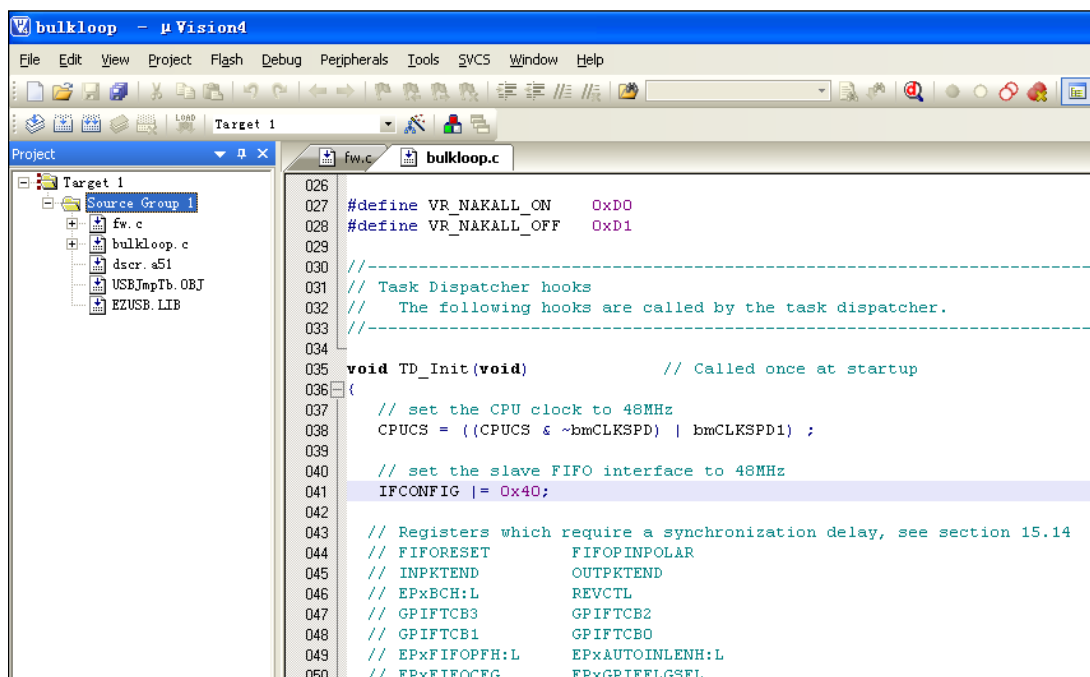 bulkloop - µVision4
File Edit View Project Flash Debug Peripherals Tools SVCS Window Help
LOAD Target 1
Project
fw.c bulkloop.c
Target 1
Source Group 1
fw.c
bulkloop.c
dscr.a51
USBJmpTb.OBJ
EZUSB.LIB
026
027 #define VR_NAKALL_ON 0xD0
028 #define VR_NAKALL_OFF 0xD1
029
030 //-----------------------------------------------------------------------
031 // Task Dispatcher hooks
032 // The following hooks are called by the task dispatcher.
033 //-----------------------------------------------------------------------
034
035 void TD_Init(void) // Called once at startup
036 {
037 // set the CPU clock to 48MHz
038 CPUCS = ((CPUCS & ~bmCLKSPD) | bmCLKSPD1) ;
039
040 // set the slave FIFO interface to 48MHz
041 IFCONFIG |= 0x40;
042
043 // Registers which require a synchronization delay, see section 15.14
044 // FIFORESET FIFOPINPOLAR
045 // INPKTEND OUTPKTEND
046 // EPxBCH:L REVCTL
047 // GPIFTCB3 GPIFTCB2
048 // GPIFTCB1 GPIFTCB0
049 // EPxFIFOPFH:L EPxAUTOINLENH:L
050 // EPxFIFOCFG EPxGPIFFLGSEL